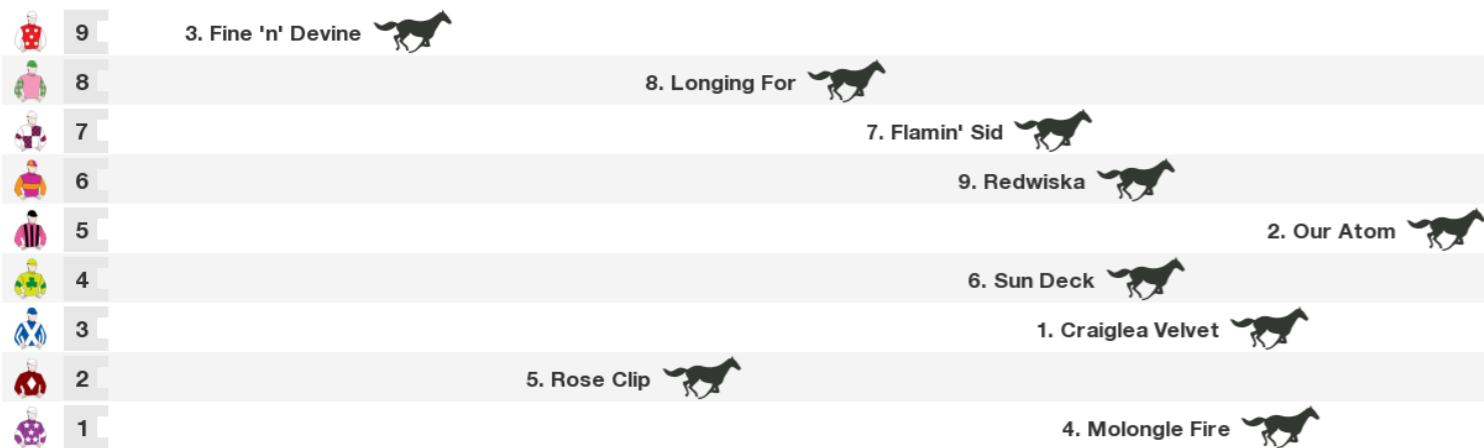 9 3. Fine 'n' Devine
8 8. Longing For
7 7. Flamin' Sid
6 9. Redwiska
5 2. Our Atom
4 6. Sun Deck
3 1. Craiglea Velvet
2 5. Rose Clip
1 4. Molongle Fire